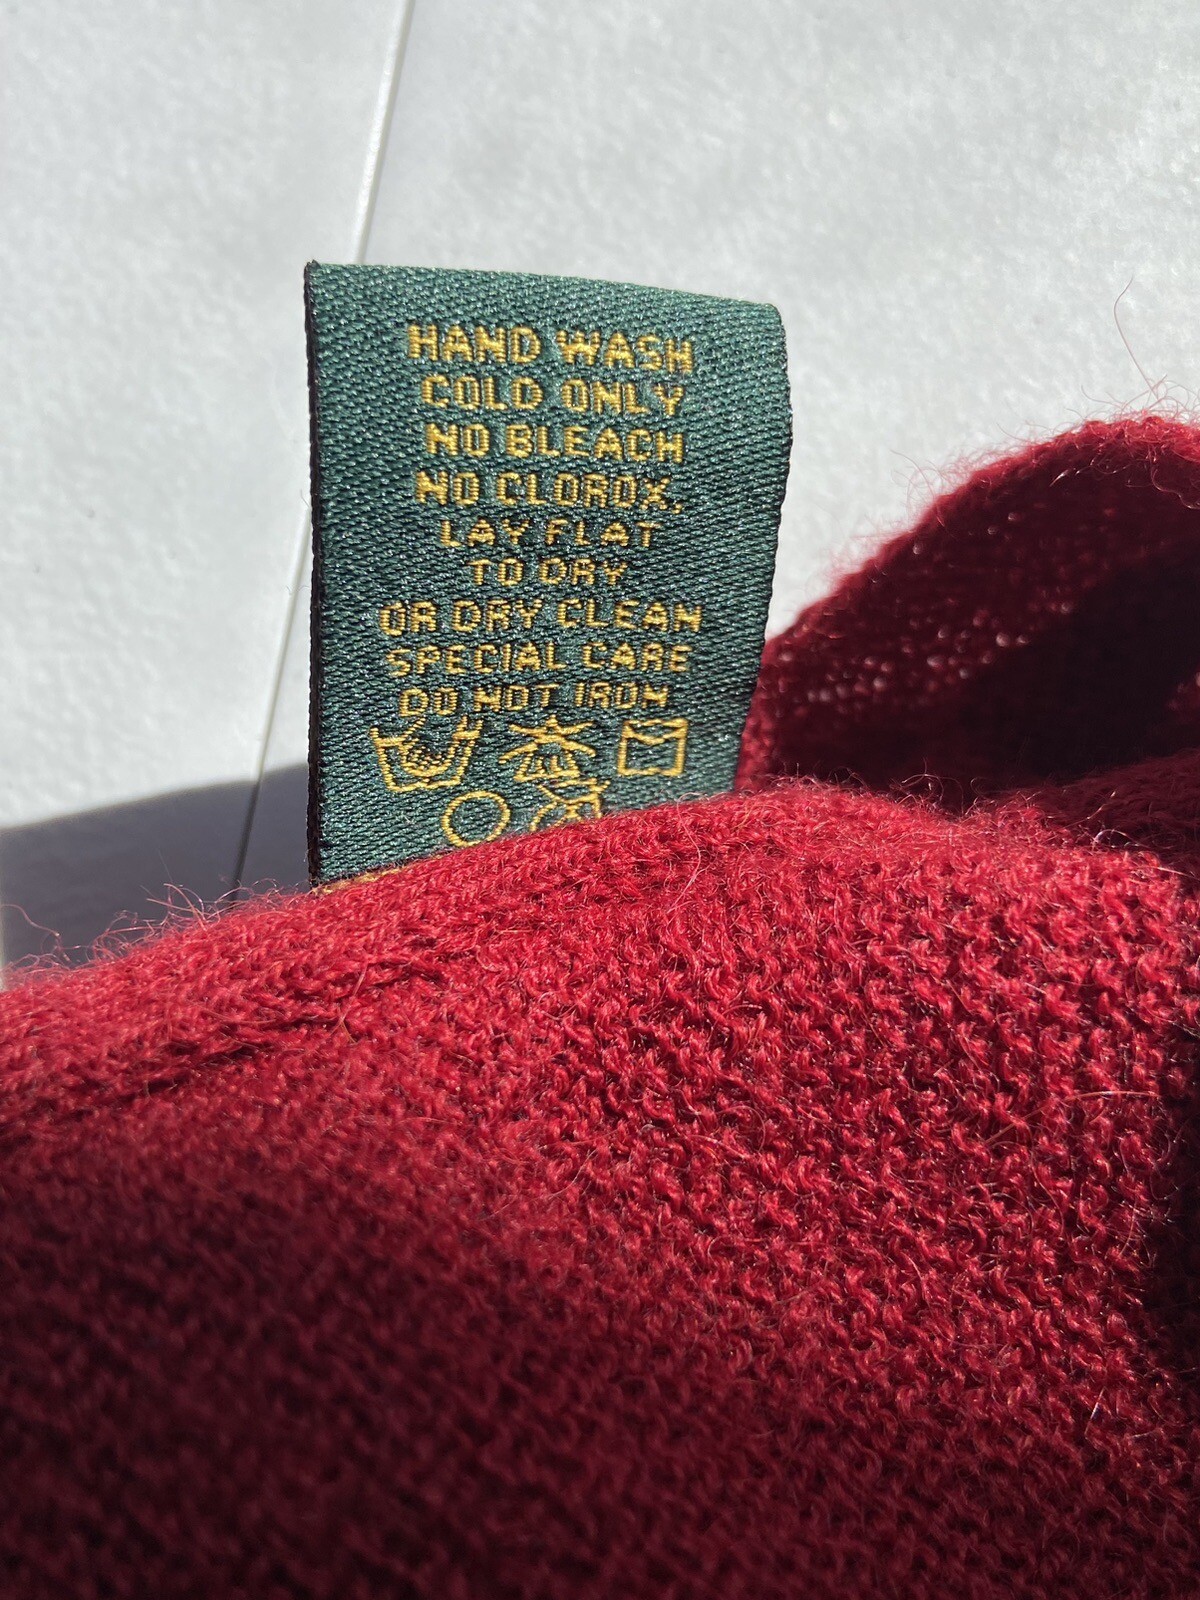 HAND WASH
COLD ONLY
NO BLEACH
NO CLOROX.
LAY FLAT
TO DRY
OR DRY CLEAN
SPECIAL CARE
DO NOT IRON